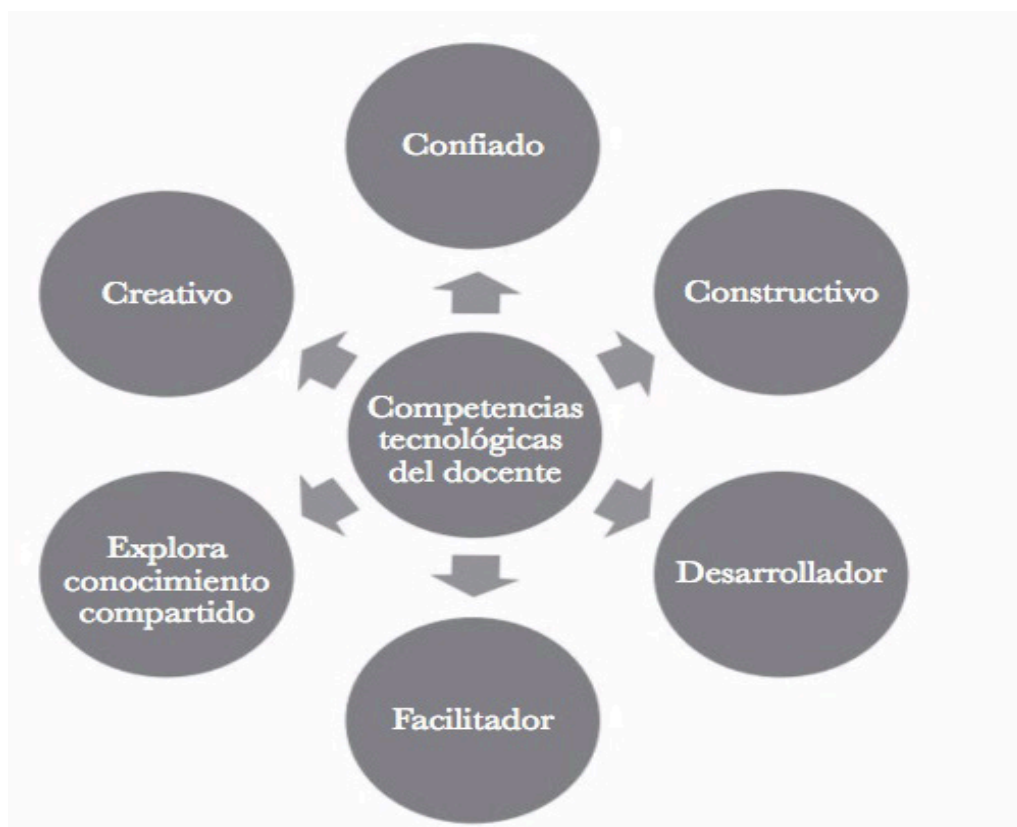 Confiado
Creativo
Constructivo
Competencias
tecnológicas
del docente
Explora
conocimiento
compartido
Desarrollador
Facilitador